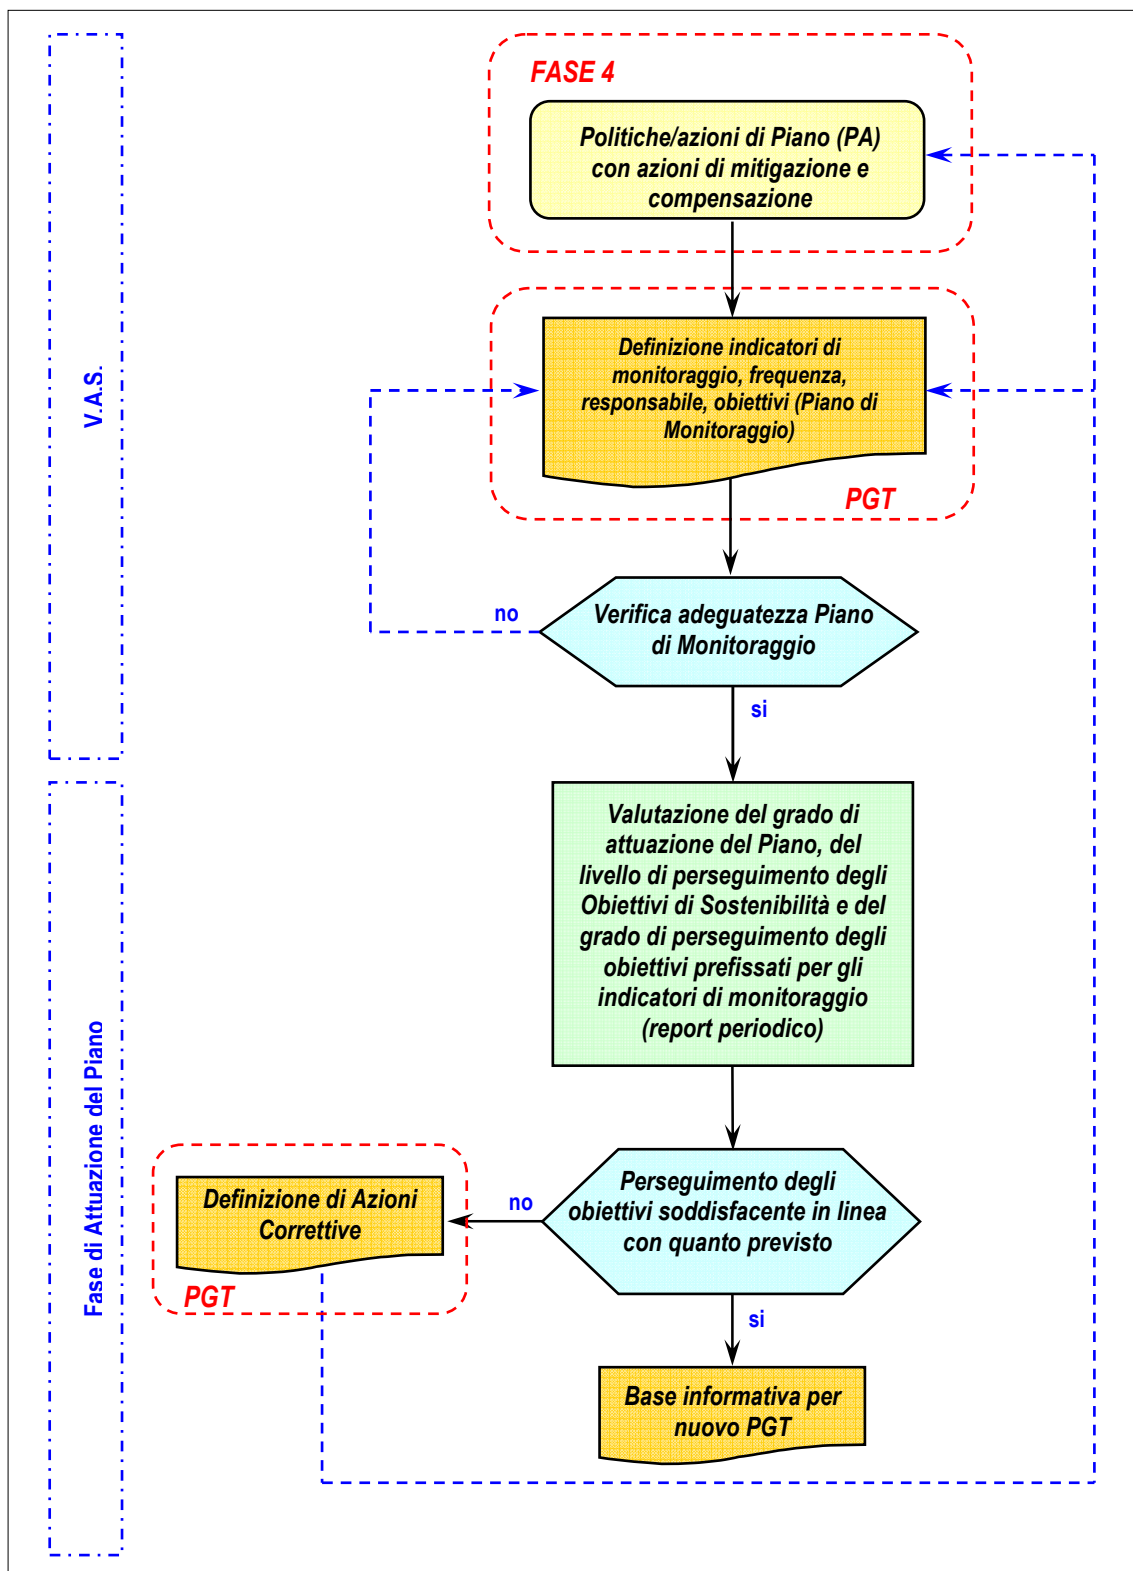 V.A.S.
FASE 4
Politiche/azioni di Piano (PA)
con azioni di mitigazione e
compensazione
Definizione indicatori di
monitoraggio, frequenza,
responsabile, obiettivi (Piano di
Monitoraggio)
PGT
no
Verifica adeguatezza Piano
di Monitoraggio
si
Fase di Attuazione del Piano
Valutazione del grado di
attuazione del Piano, del
livello di perseguimento degli
Obiettivi di Sostenibilità e del
grado di perseguimento degli
obiettivi prefissati per gli
indicatori di monitoraggio
(report periodico)
Definizione di Azioni
Correttive
PGT
no
Perseguimento degli
obiettivi soddisfacente in linea
con quanto previsto
si
Base informativa per
nuovo PGT